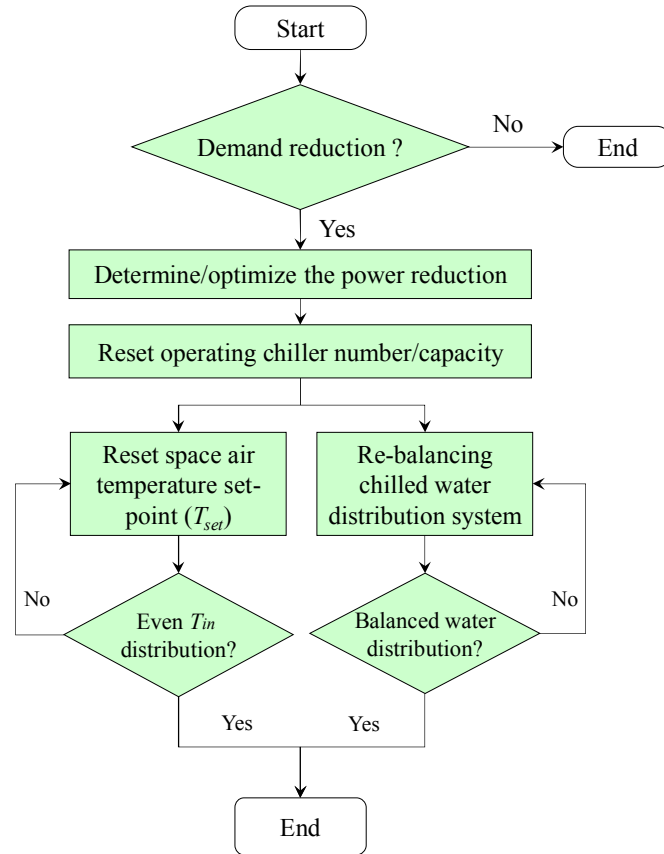 Start
Demand reduction ?
No
End
Yes
Determine/optimize the power reduction
Reset operating chiller number/capacity
Reset space air
temperature set-
point (Tset)
Re-balancing
chilled water
distribution system
No
Even Tin
distribution?
Balanced water
distribution?
No
Yes
Yes
End